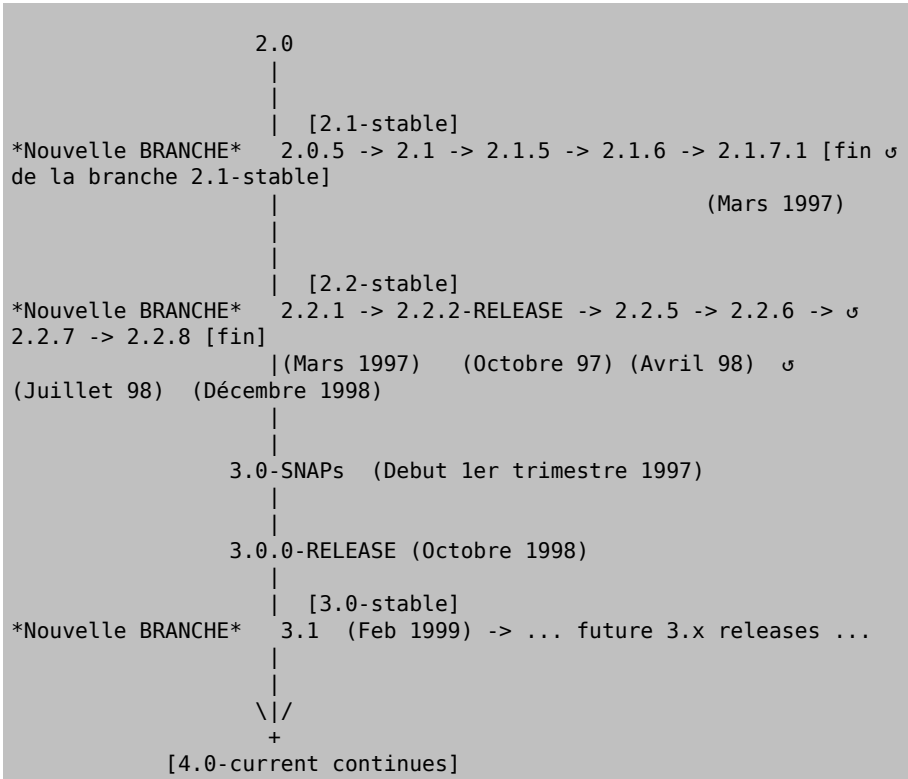 2.0
|
|
| [2.1-stable]
*Nouvelle BRANCHE* 2.0.5 -> 2.1 -> 2.1.5 -> 2.1.6 -> 2.1.7.1 [fin ↺
de la branche 2.1-stable]
| (Mars 1997)
|
|
| [2.2-stable]
*Nouvelle BRANCHE* 2.2.1 -> 2.2.2-RELEASE -> 2.2.5 -> 2.2.6 -> ↺
2.2.7 -> 2.2.8 [fin]
|(Mars 1997) (Octobre 97) (Avril 98) ↺
(Juillet 98) (Décembre 1998)
|
|
3.0-SNAPs (Debut 1er trimestre 1997)
|
|
3.0.0-RELEASE (Octobre 1998)
|
| [3.0-stable]
*Nouvelle BRANCHE* 3.1 (Feb 1999) -> ... future 3.x releases ...
|
|
\|/
+
[4.0-current continues]